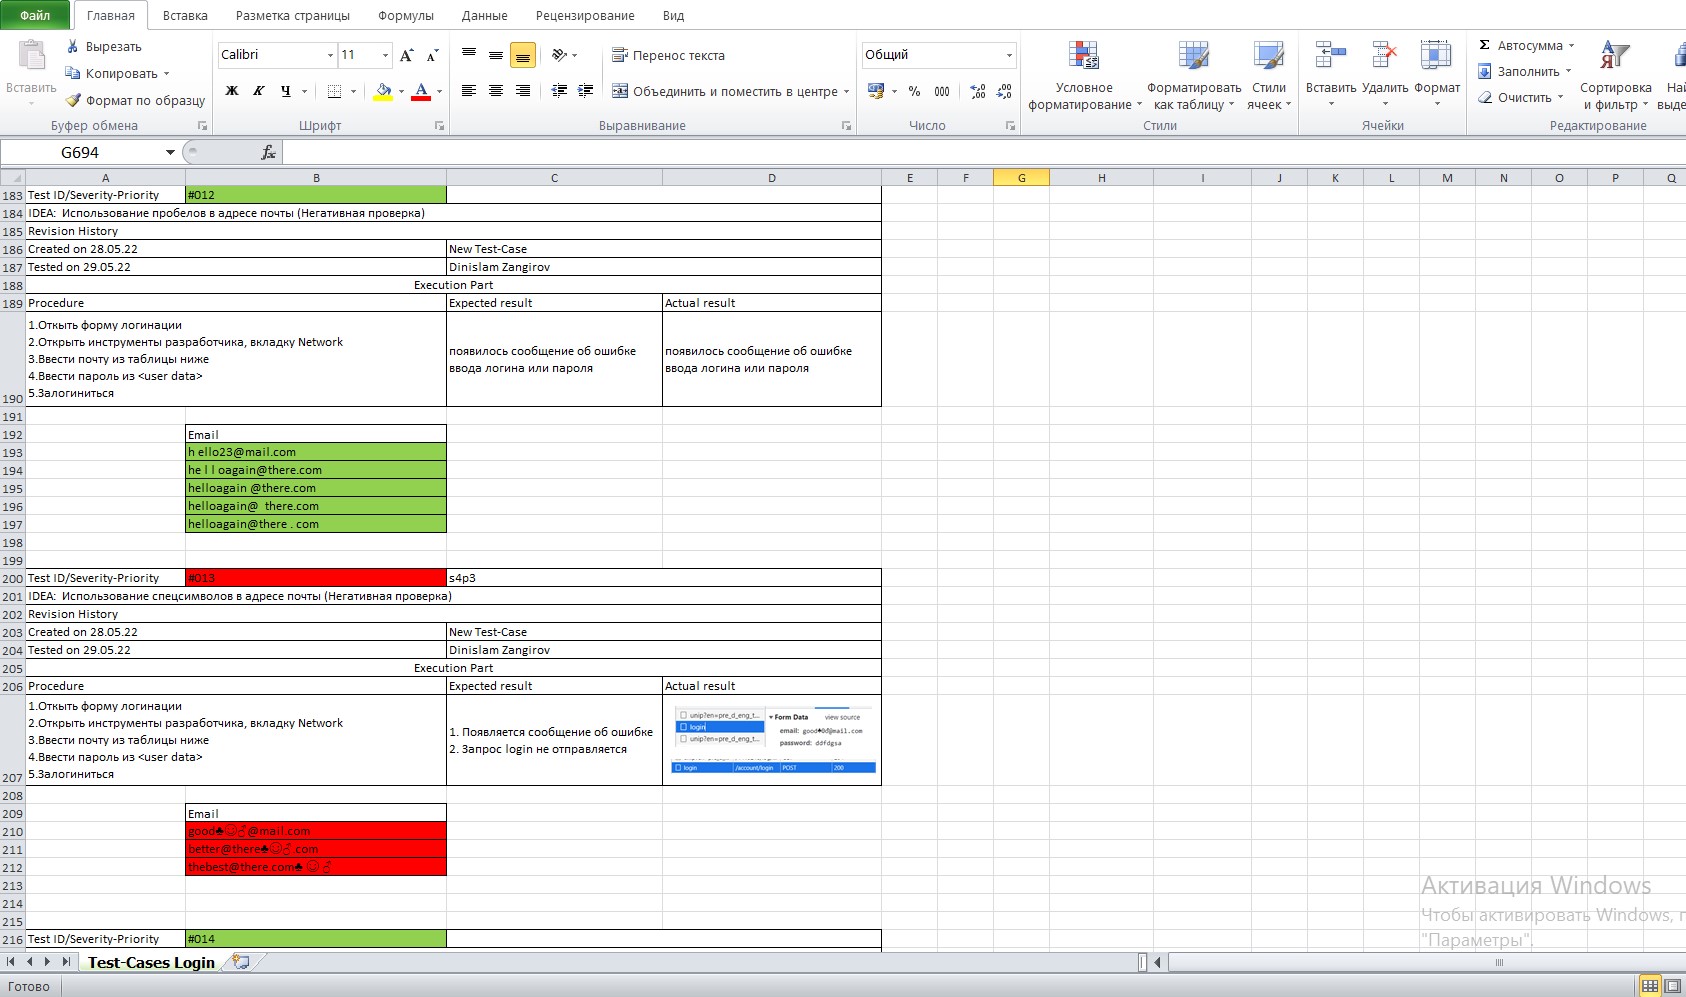 Файл Главная Вставка Разметка страницы Формулы Данные Рецензирование Вид
Вставить
Вырезать
Копировать
Формат по образцу
Буфер обмена
Calibri 11
Ж К Ч
Шрифт
Перенос текста
Объединить и поместить в центре
Выравнивание
Общий
% 000
Число
Условное форматирование
Форматировать как таблицу
Стили ячеек
Стили
Вставить Удалить Формат
Ячейки
Σ Автосумма
Заполнить
Очистить
Сортировка и фильтр
Редактирование
G694 fx
A B C D E F G H I J K L M N O P Q
183 Test ID/Severity-Priority #012
184 IDEA: Использование пробелов в адресе почты (Негативная проверка)
185 Revision History
186 Created on 28.05.22 New Test-Case
187 Tested on 29.05.22 Dinislam Zangirov
188 Execution Part
189 Procedure Expected result Actual result
190
1.Откыть форму логинации
2.Открыть инструменты разработчика, вкладку Network
3.Ввести почту из таблицы ниже
4.Ввести пароль из <user data>
5.Залогиниться
появилось сообщение об ошибке
ввода логина или пароля
появилось сообщение об ошибке
ввода логина или пароля
191
192 Email
193 h ello23@mail.com
194 he l l oagain@there.com
195 helloagain @there.com
196 helloagain@  there.com
197 helloagain@there . com
198
199
200 Test ID/Severity-Priority #013 s4p3
201 IDEA: Использование спецсимволов в адресе почты (Негативная проверка)
202 Revision History
203 Created on 28.05.22 New Test-Case
204 Tested on 29.05.22 Dinislam Zangirov
205 Execution Part
206 Procedure Expected result Actual result
207
1.Откыть форму логинации
2.Открыть инструменты разработчика, вкладку Network
3.Ввести почту из таблицы ниже
4.Ввести пароль из <user data>
5.Залогиниться
1. Появляется сообщение об ошибке
2. Запрос login не отправляется
unip?en=pre_d_eng_t...
login
unip?en=pre_d_eng_t...
Form Data view source
password: ddfdgsa
login /account/login POST 200
208
209 Email
210 good♣☺♂@mail.com
211 better@there♣☺♂.com
212 thebest@there.com♣ ☺ ♂
213
214
215
216 Test ID/Severity-Priority #014
Активация Windows
Чтобы активировать Windows,
"Параметры".
Test-Cases Login
Готово